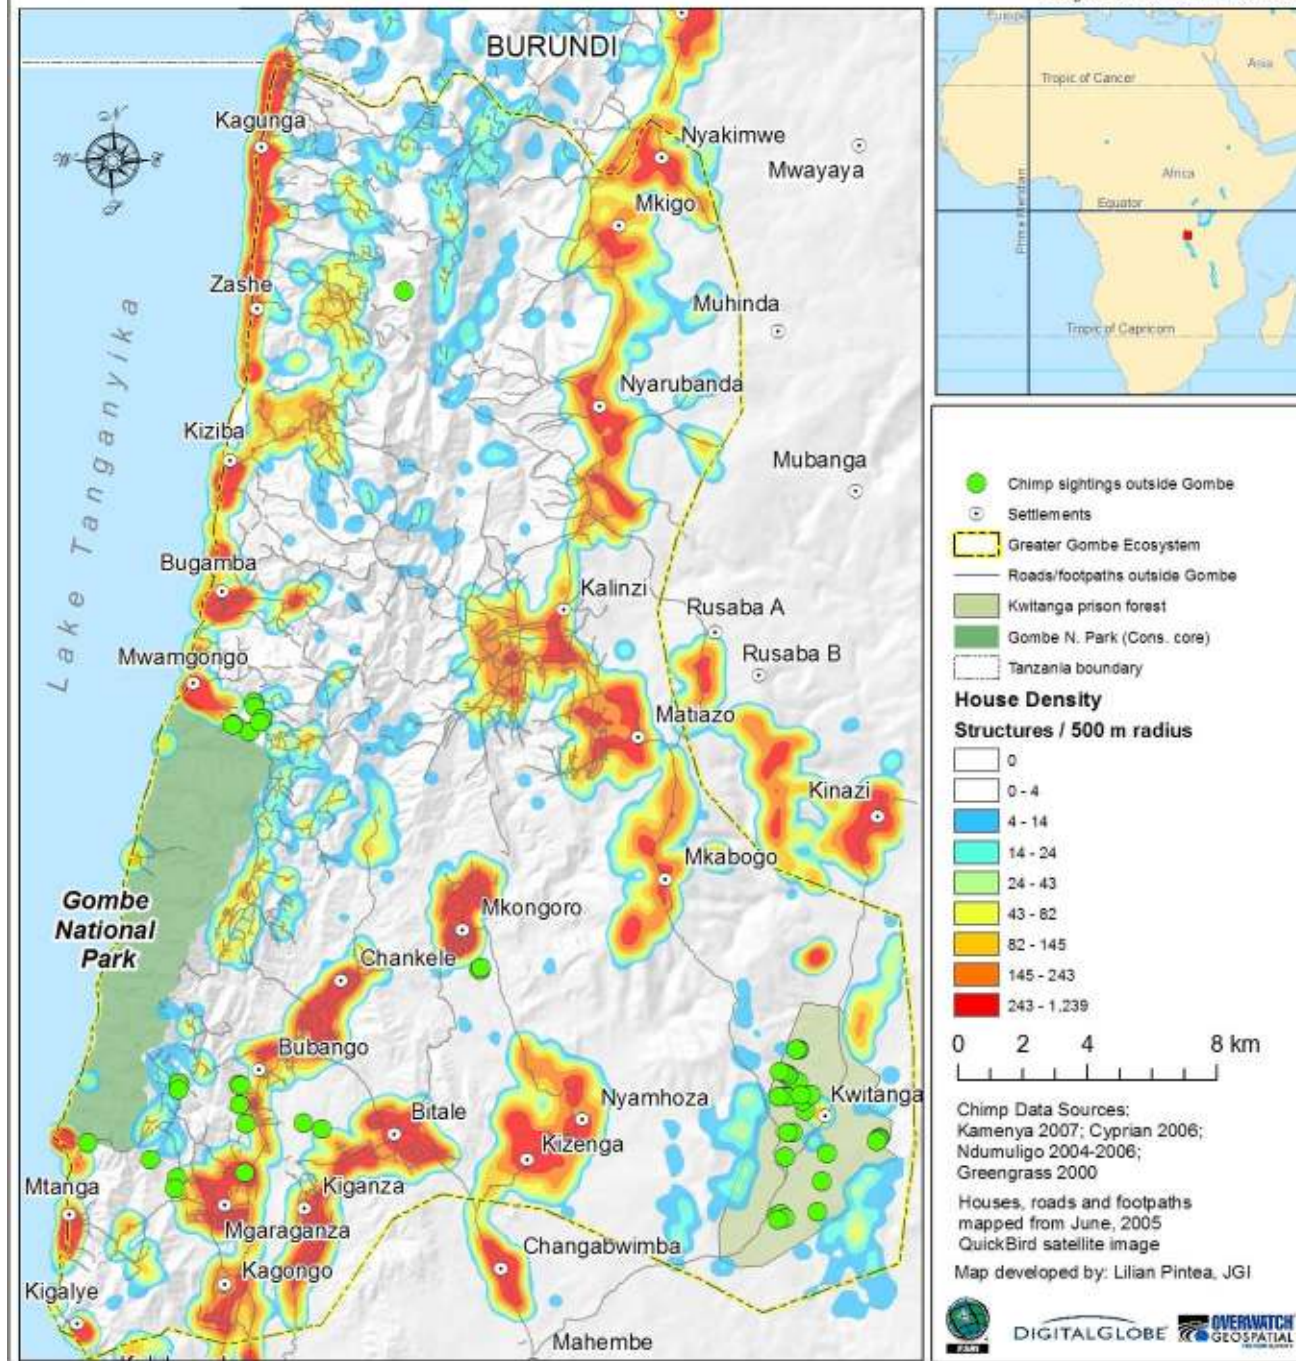 BURUNDI
Kagunga
Nyakimwe
Mwayaya
Mkigo
Zashe
Muhinda
Nyarubanda
Kiziba
Mubanga
Lake Tanganyika
Bugamba
Kalinzi
Rusaba A
Mwamgongo
Rusaba B
Matiazo
Kinazi
Mkabogo
Gombe
National
Park
Mkongoro
Chankele
Bubango
Nyamhoza
Kwitanga
Bitale
Kizenga
Mtanga
Kiganza
Mgaraganza
Changabwimba
Kagongo
Kigalye
Mahembe
Europe
Asia
Tropic of Cancer
Africa
Equator
Prime Meridian
Tropic of Capricorn
Chimp sightings outside Gombe
Settlements
Greater Gombe Ecosystem
Roads/footpaths outside Gombe
Kwitanga prison forest
Gombe N. Park (Cons. core)
Tanzania boundary
House Density
Structures / 500 m radius
0
0 - 4
4 - 14
14 - 24
24 - 43
43 - 82
82 - 145
145 - 243
243 - 1,239
0 2 4 8 km
Chimp Data Sources:
Kamenya 2007; Cyprian 2006;
Ndumuligo 2004-2006;
Greengrass 2000
Houses, roads and footpaths
mapped from June, 2005
QuickBird satellite image
Map developed by: Lilian Pintea, JGI
ESRI
DIGITALGLOBE
OVERWATCH
GEOSPATIAL